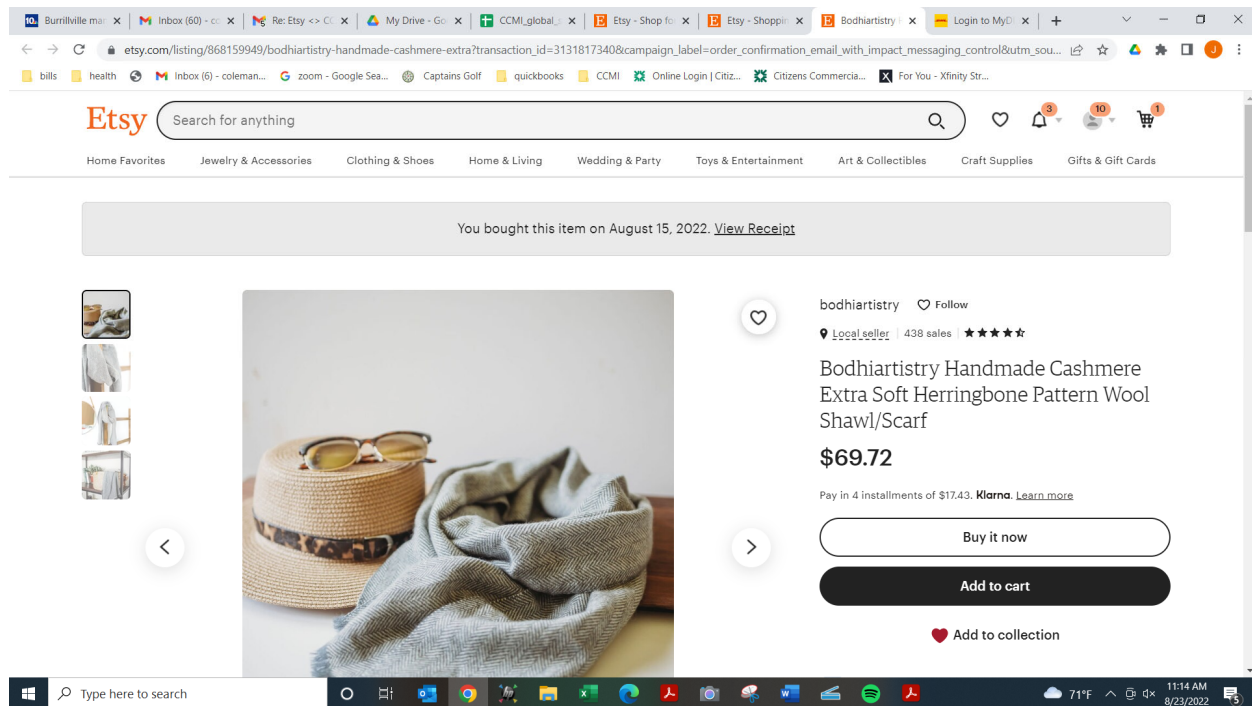 Burrillville ma
Inbox (60) - co
Re: Etsy <> CC
My Drive - Go
CCMI_global_
Etsy - Shop fo
Etsy - Shoppin
Bodhiartistry
Login to MyD
etsy.com/listing/868159949/bodhiartistry-handmade-cashmere-extra?transaction_id=3131817340&campaign_label=order_confirmation_email_with_impact_messaging_control&utm_sou...
J
bills
health
Inbox (6) - coleman...
zoom - Google Sea...
Captains Golf
quickbooks
CCMI
Online Login | Citiz...
Citizens Commercia...
For You - Xfinity Str...
Etsy
Search for anything
3
10
1
Home Favorites
Jewelry & Accessories
Clothing & Shoes
Home & Living
Wedding & Party
Toys & Entertainment
Art & Collectibles
Craft Supplies
Gifts & Gift Cards
You bought this item on August 15, 2022. View Receipt
bodhiartistry
Follow
Local seller
438 sales
Bodhiartistry Handmade Cashmere
Extra Soft Herringbone Pattern Wool
Shawl/Scarf
$69.72
Pay in 4 installments of $17.43. Klarna. Learn more
Buy it now
Add to cart
Add to collection
Type here to search
71°F
11:14 AM
8/23/2022
5